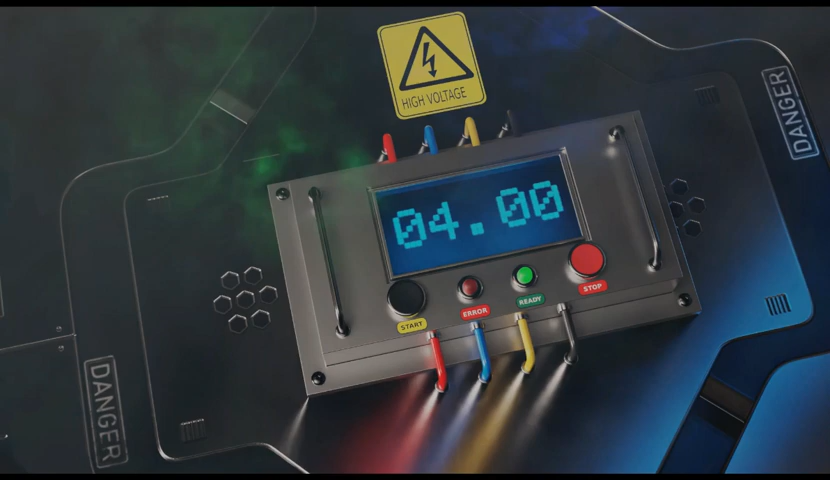 HIGH VOLTAGE
DANGER
04.00
START
ERROR
READY
STOP
DANGER